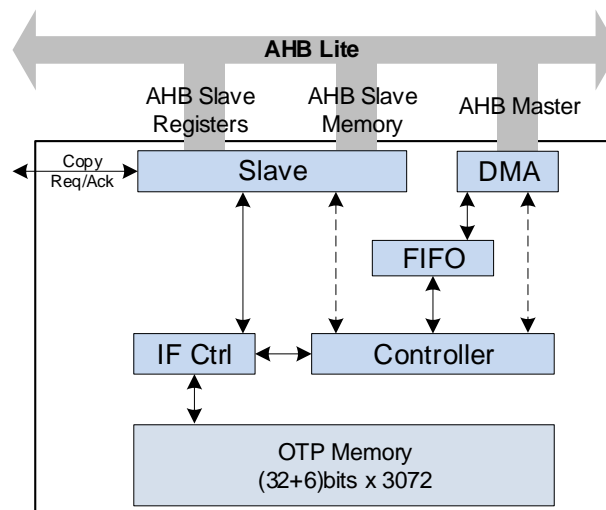 AHB Lite
AHB Slave
Registers
AHB Slave
Memory
AHB Master
Copy
Req/Ack
Slave
DMA
FIFO
IF Ctrl
Controller
OTP Memory
(32+6)bits x 3072